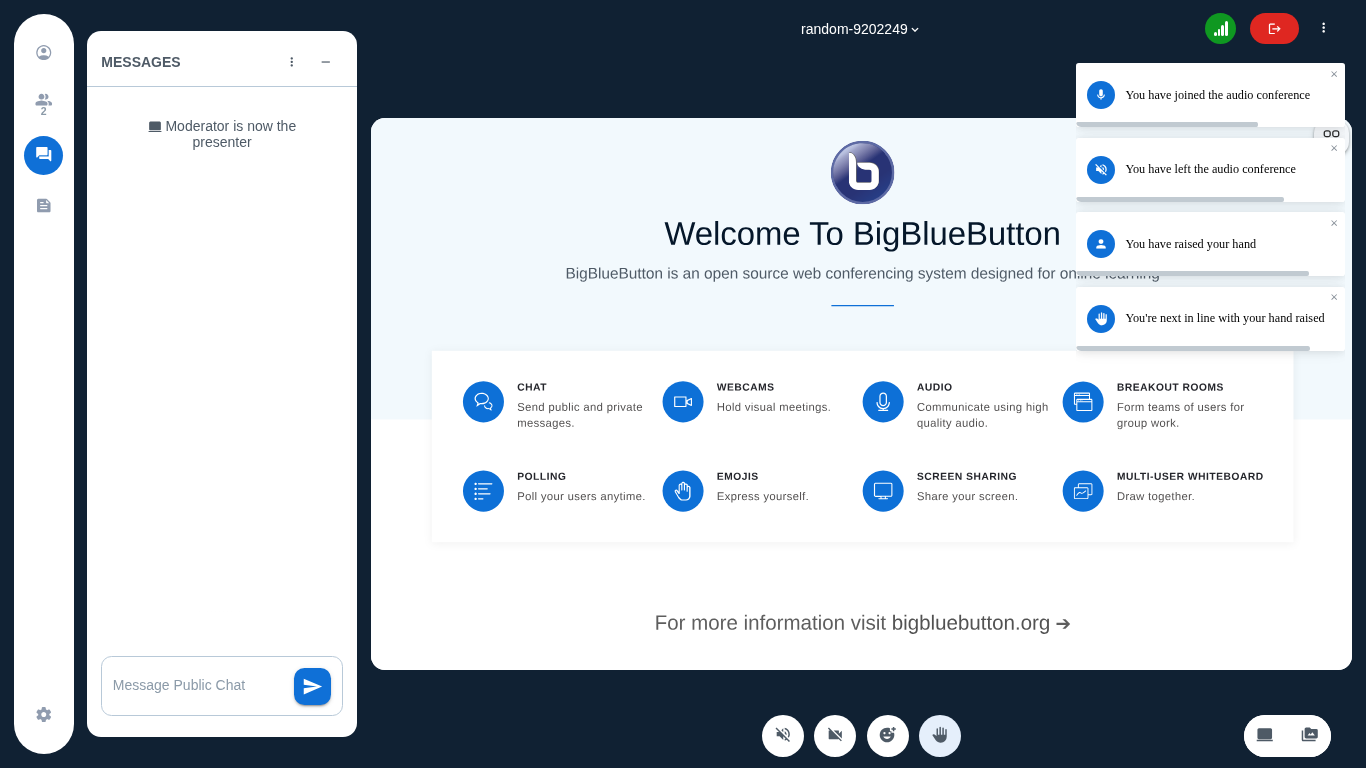 random-9202249
MESSAGES
2
Moderator is now the
presenter
Message Public Chat
You have joined the audio conference
You have left the audio conference
You have raised your hand
You're next in line with your hand raised
Welcome To BigBlueButton
BigBlueButton is an open source web conferencing system designed for online learning
CHAT
Send public and private
messages.
WEBCAMS
Hold visual meetings.
AUDIO
Communicate using high
quality audio.
BREAKOUT ROOMS
Form teams of users for
group work.
POLLING
Poll your users anytime.
EMOJIS
Express yourself.
SCREEN SHARING
Share your screen.
MULTI-USER WHITEBOARD
Draw together.
For more information visit bigbluebutton.org ➔